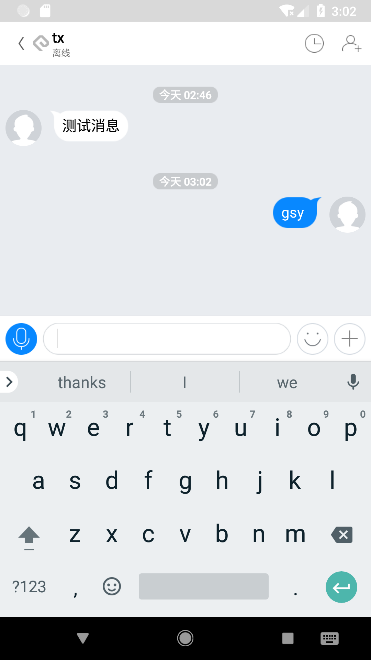 3:02
tx
离线
今天 02:46
测试消息
今天 03:02
gsy
thanks I we
1 2 3 4 5 6 7 8 9 0
q w e r t y u i o p
a s d f g h j k l
z x c v b n m
?123 , .